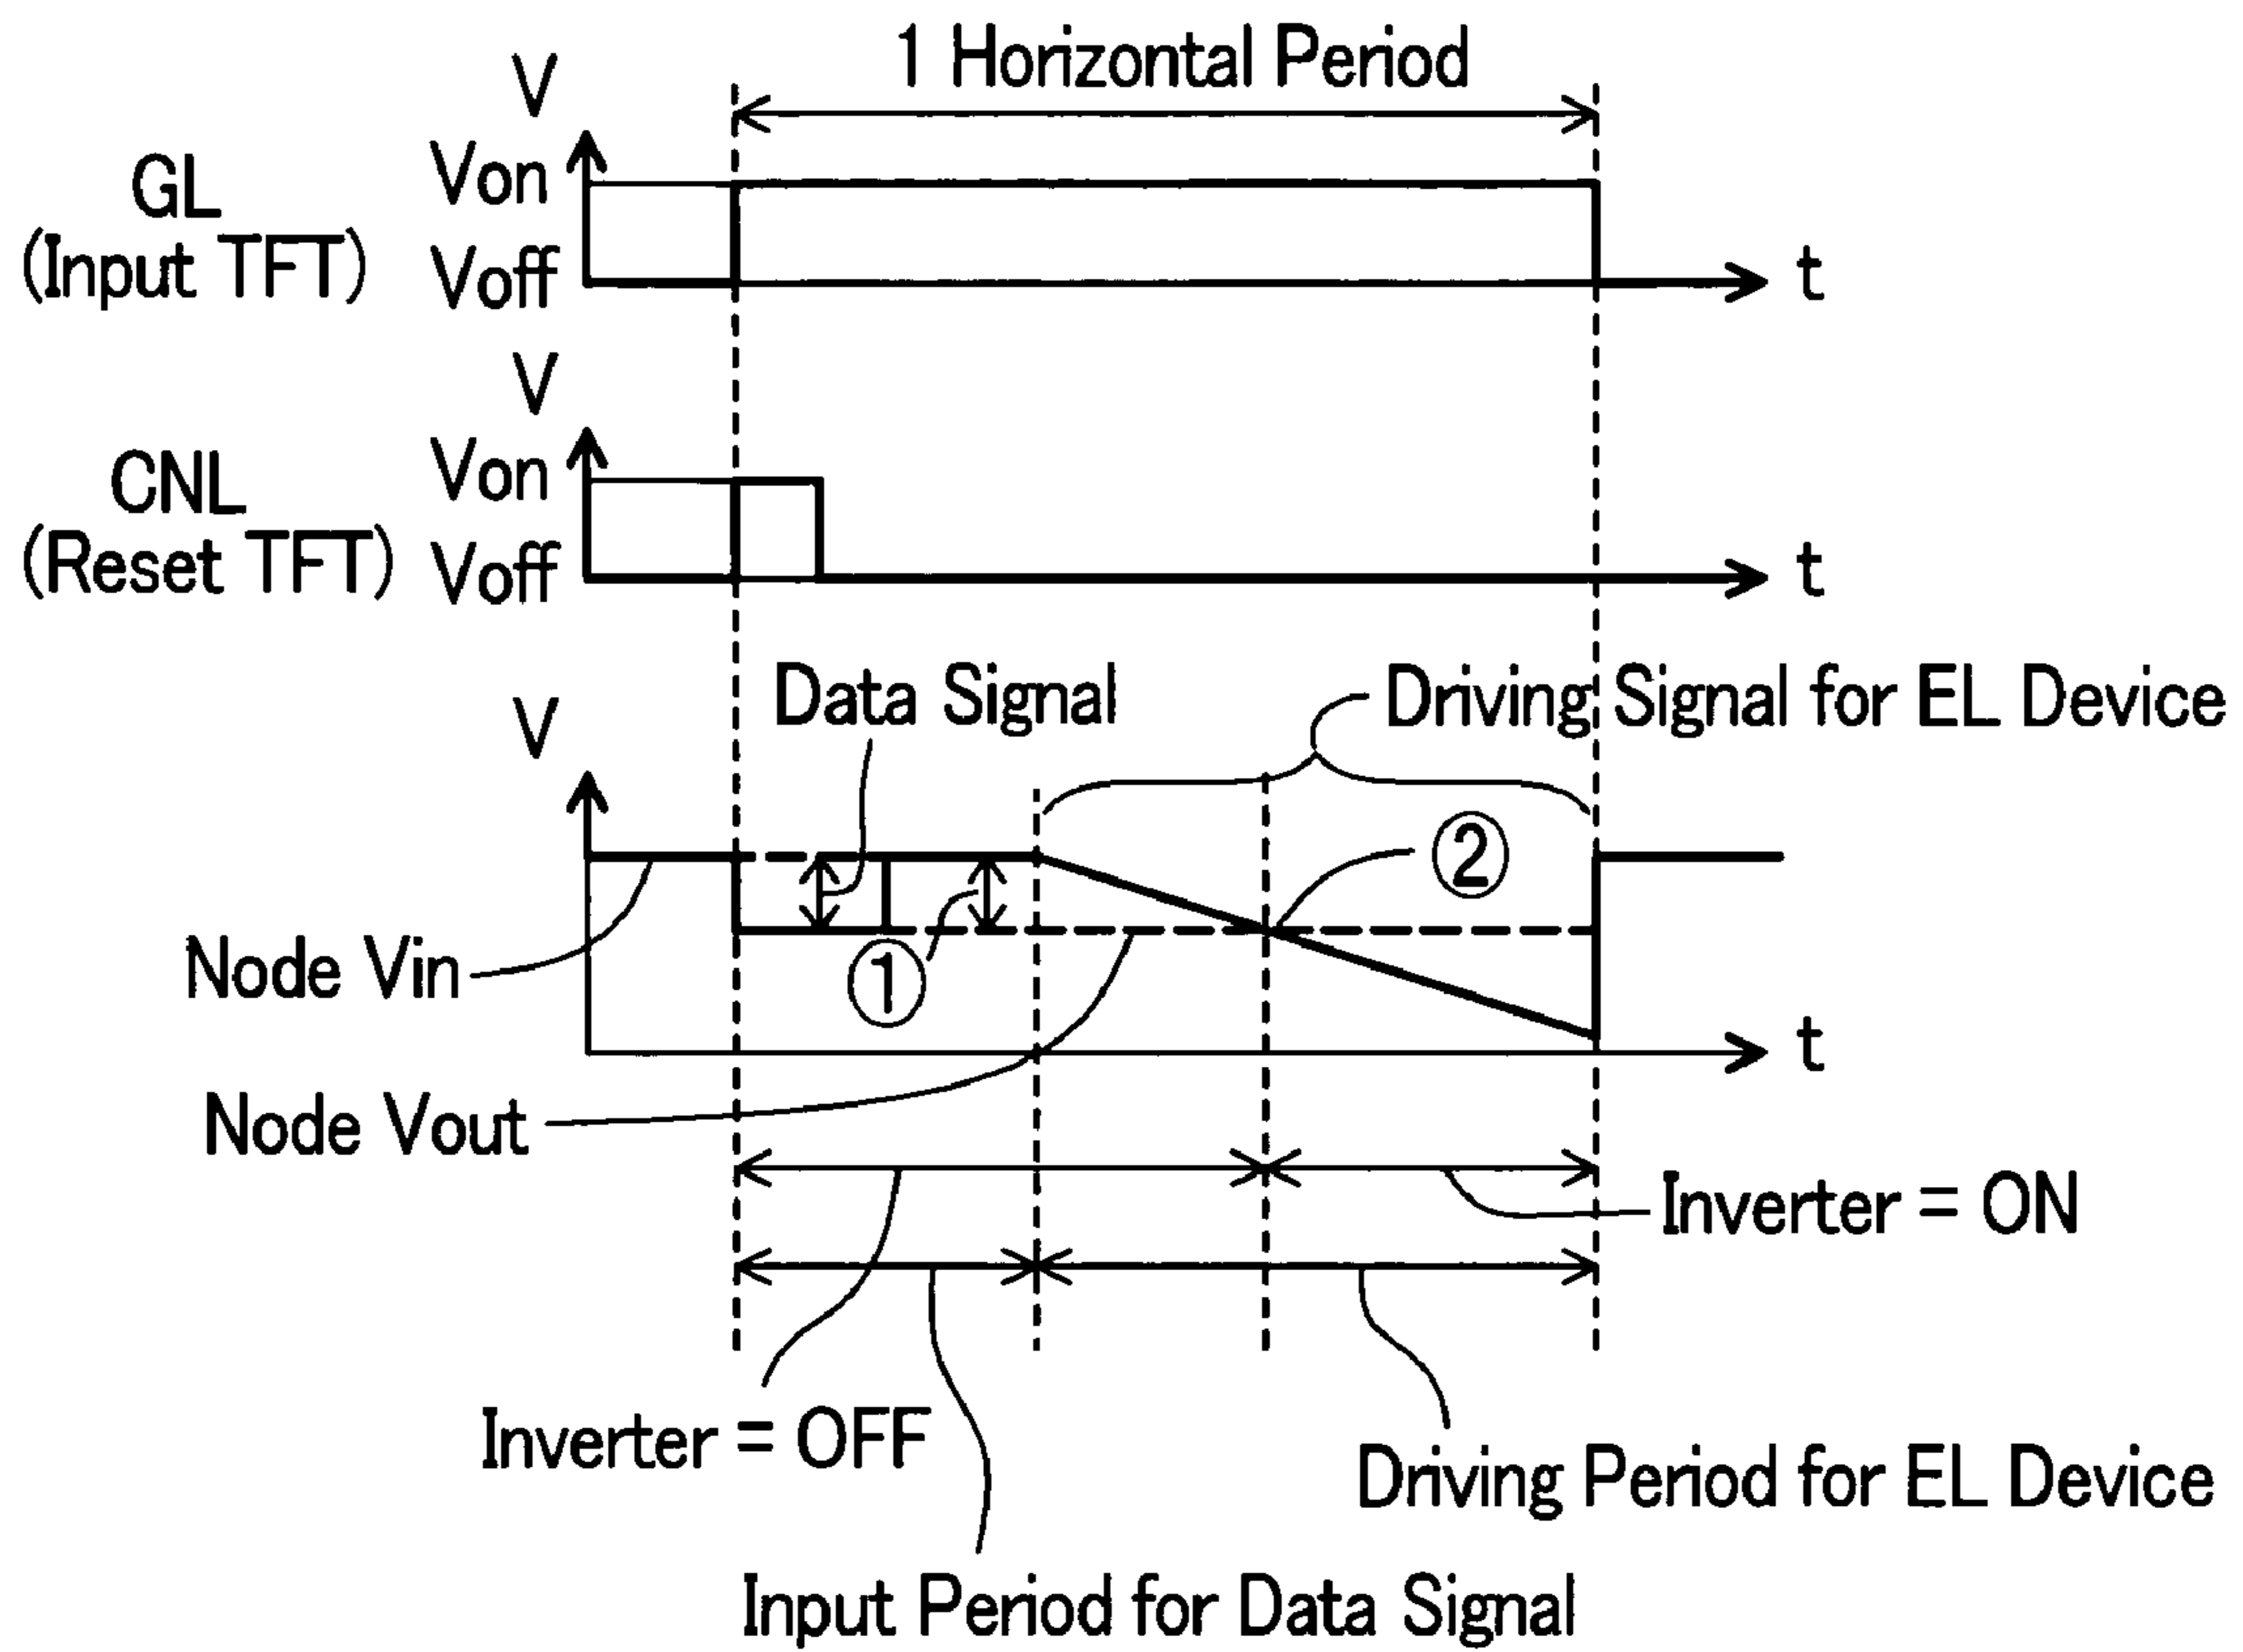 1 Horizontal Period
V
GL
(Input TFT)
Von
Voff
t
V
CNL
(Reset TFT)
Von
Voff
t
Data Signal
Driving Signal for EL Device
V
②
Node Vin
①
t
Node Vout
Inverter = ON
Inverter = OFF
Driving Period for EL Device
Input Period for Data Signal